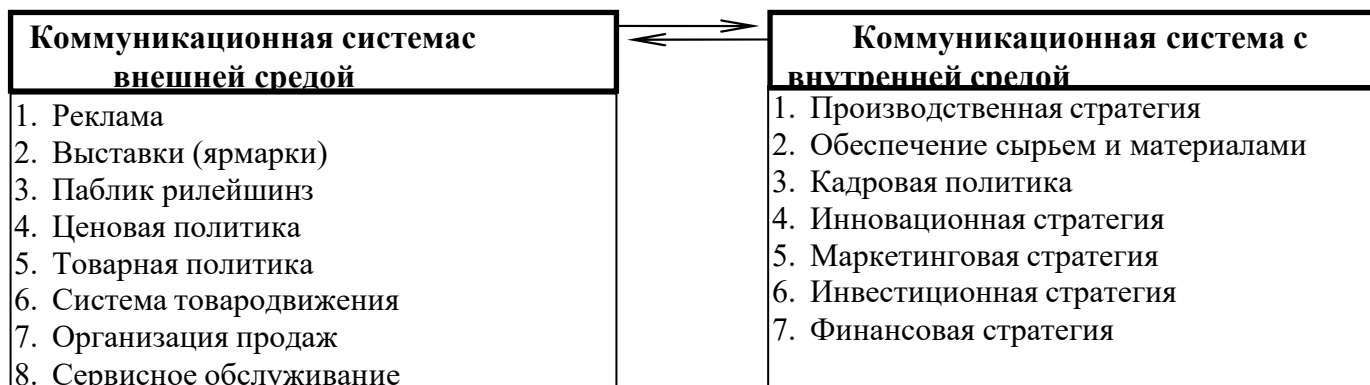 Коммуникационная системас
внешней средой
1. Реклама
2. Выставки (ярмарки)
3. Паблик рилейшинз
4. Ценовая политика
5. Товарная политика
6. Система товародвижения
7. Организация продаж
8. Сервисное обслуживание
Коммуникационная система с
внутренней средой
1. Производственная стратегия
2. Обеспечение сырьем и материалами
3. Кадровая политика
4. Инновационная стратегия
5. Маркетинговая стратегия
6. Инвестиционная стратегия
7. Финансовая стратегия